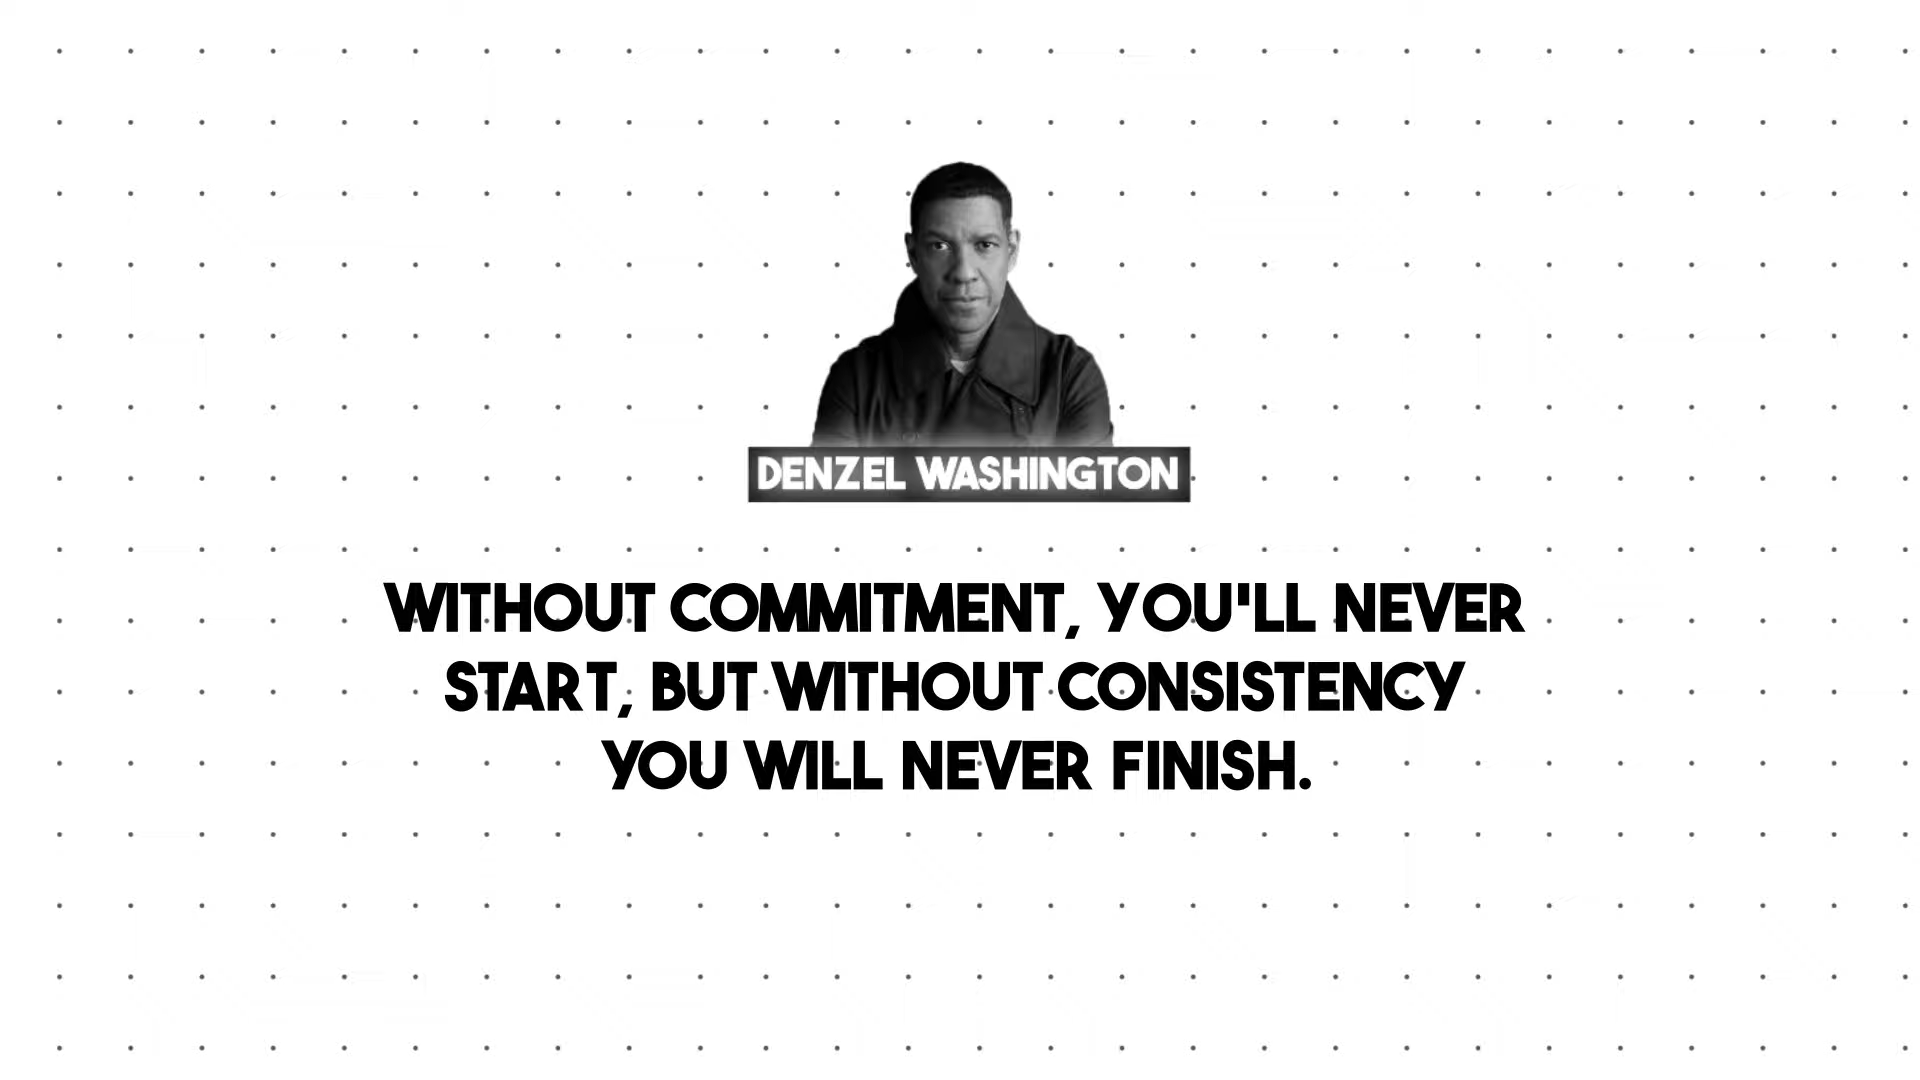 DENZEL WASHINGTON
WITHOUT COMMITMENT, YOU'LL NEVER
START, BUT WITHOUT CONSISTENCY
YOU WILL NEVER FINISH.